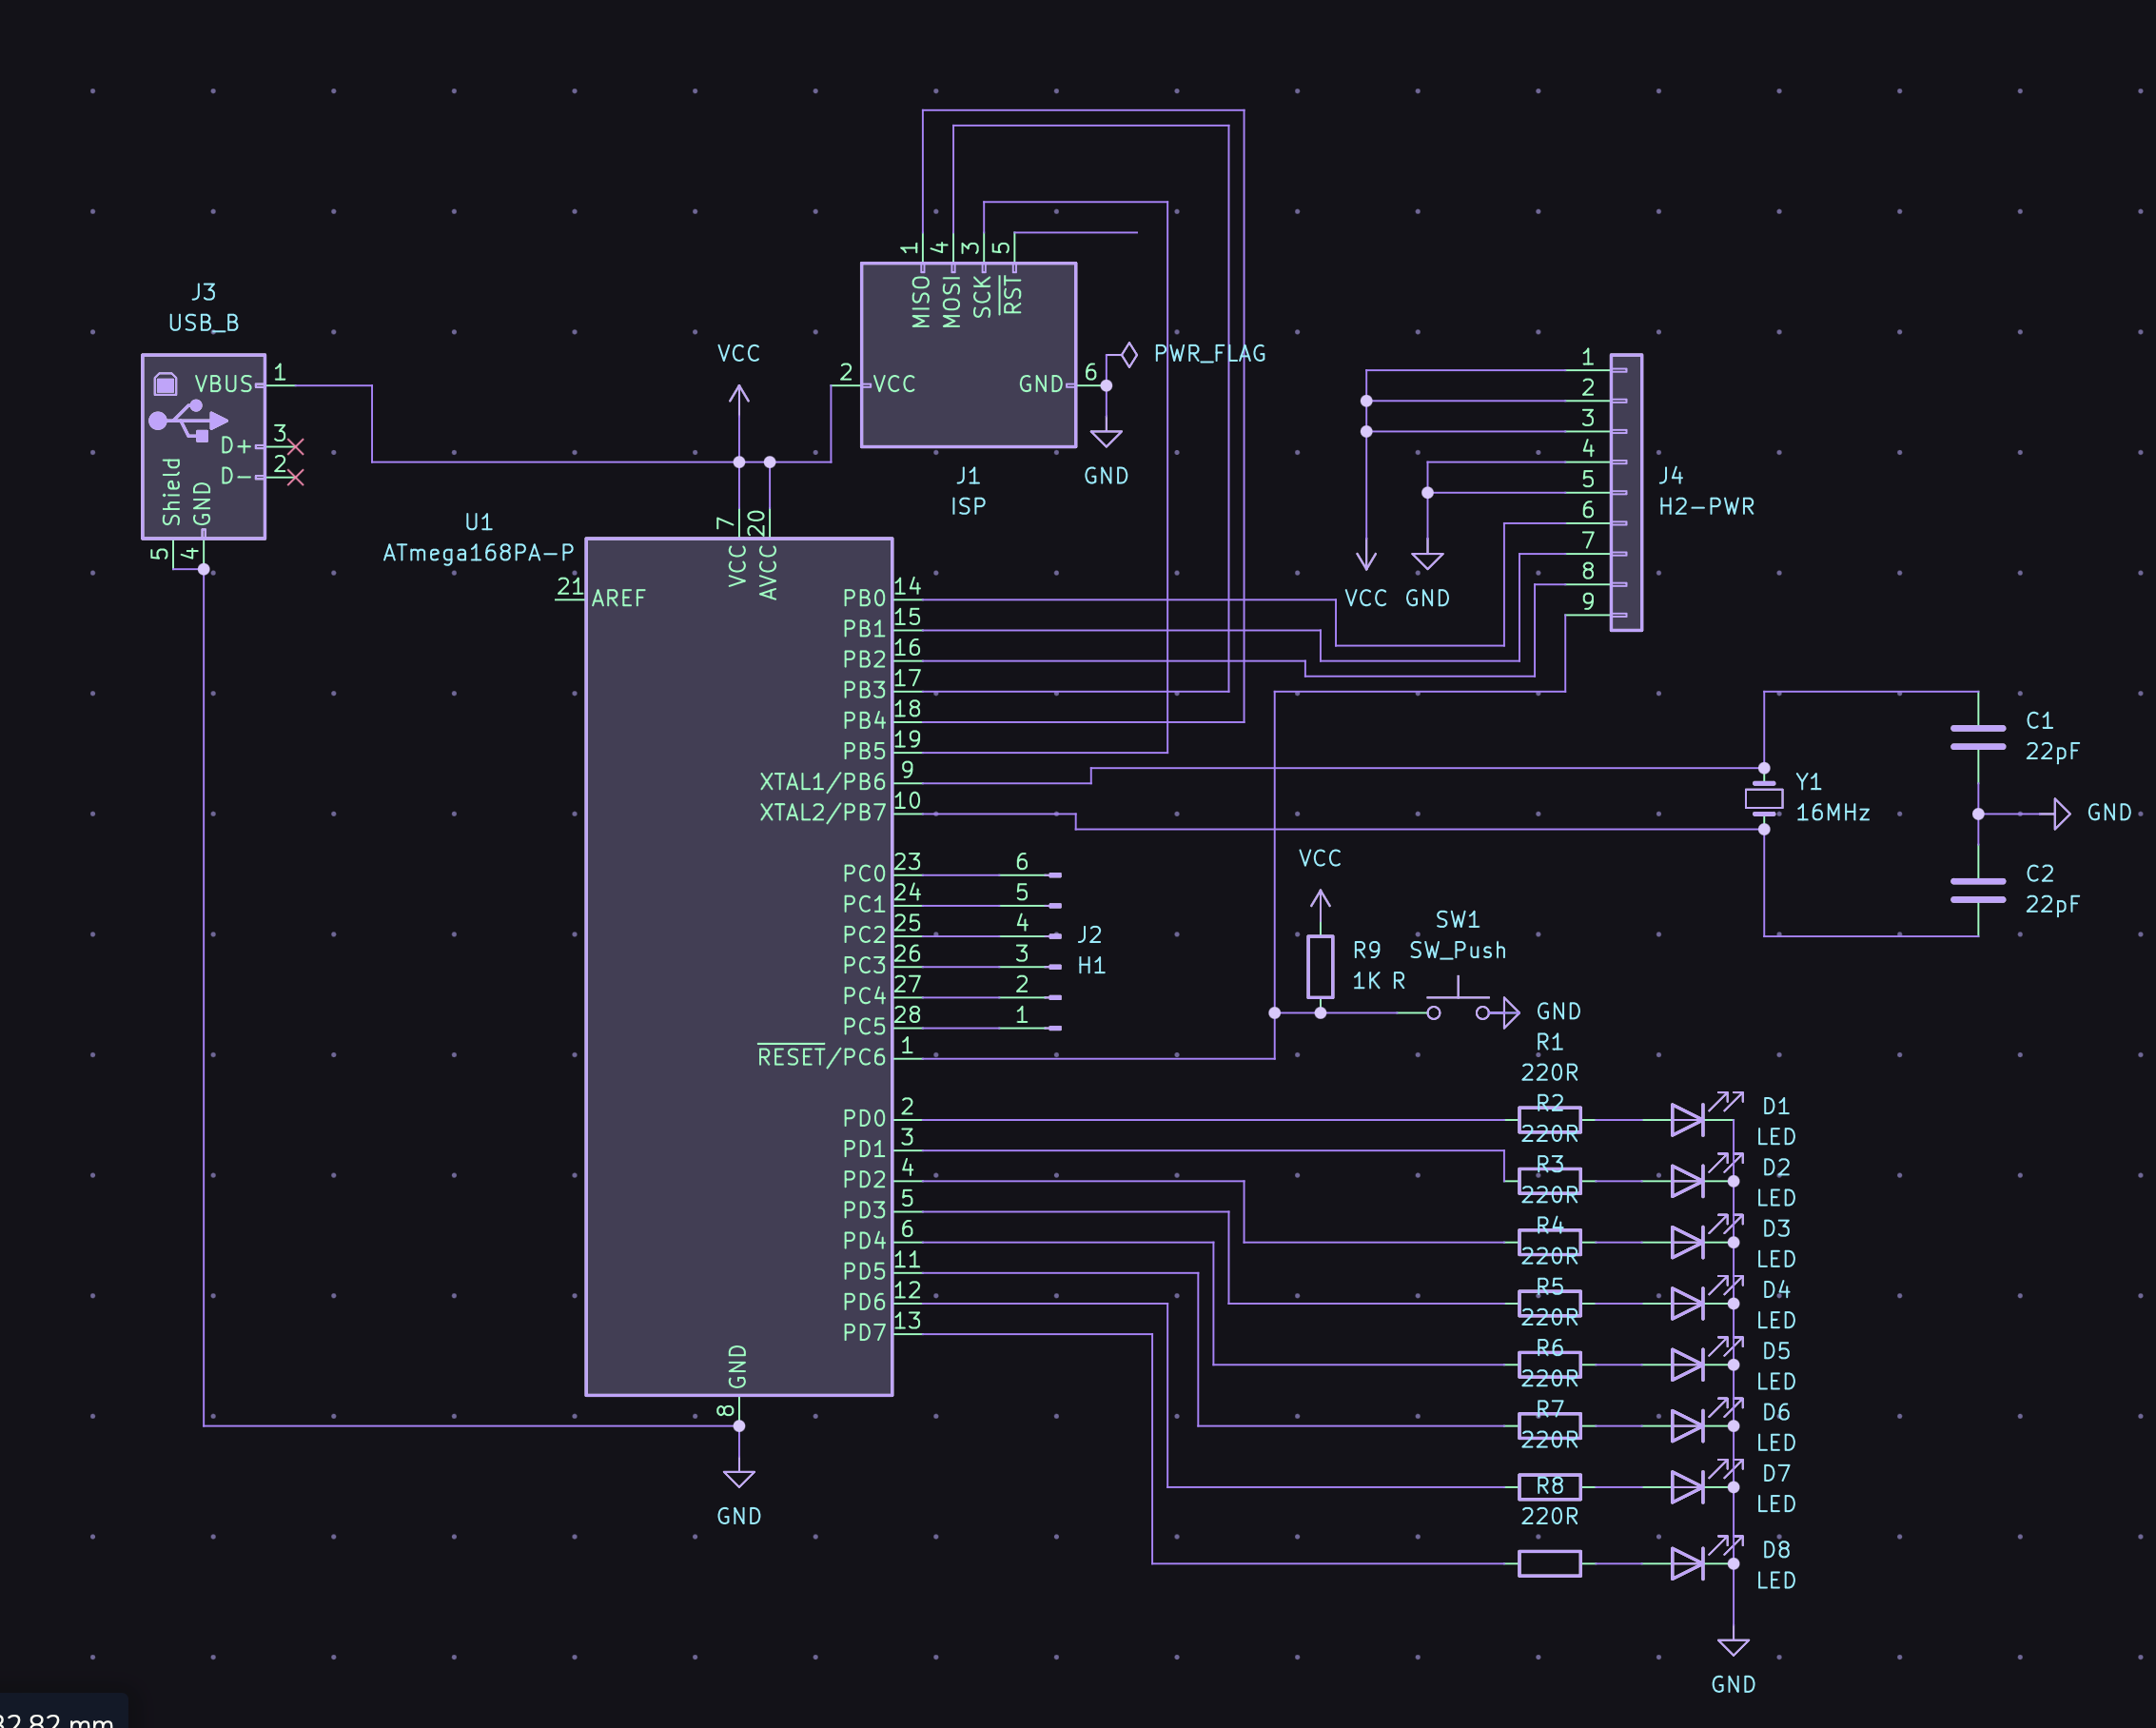 J3
USB_B
VBUS
1
D+
3
D-
2
Shield
GND
5
4
VCC
1
4
3
5
MISO
MOSI
SCK
RST
2
VCC
GND
6
PWR_FLAG
J1
ISP
GND
1
2
3
4
5
6
7
8
9
J4
H2-PWR
VCC
GND
U1
ATmega168PA-P
7
20
VCC
AVCC
21
AREF
PB0
14
PB1
15
PB2
16
PB3
17
PB4
18
PB5
19
XTAL1/PB6
9
XTAL2/PB7
10
PC0
23
6
PC1
24
5
PC2
25
4
PC3
26
3
PC4
27
2
PC5
28
1
J2
H1
RESET/PC6
1
PD0
2
PD1
3
PD2
4
PD3
5
PD4
6
PD5
11
PD6
12
PD7
13
GND
8
GND
C1
22pF
Y1
16MHz
GND
C2
22pF
VCC
R9
1K R
SW1
SW_Push
GND
R1
220R
R2
220R
R3
220R
R4
220R
R5
220R
R6
220R
R7
220R
R8
220R
D1
LED
D2
LED
D3
LED
D4
LED
D5
LED
D6
LED
D7
LED
D8
LED
GND